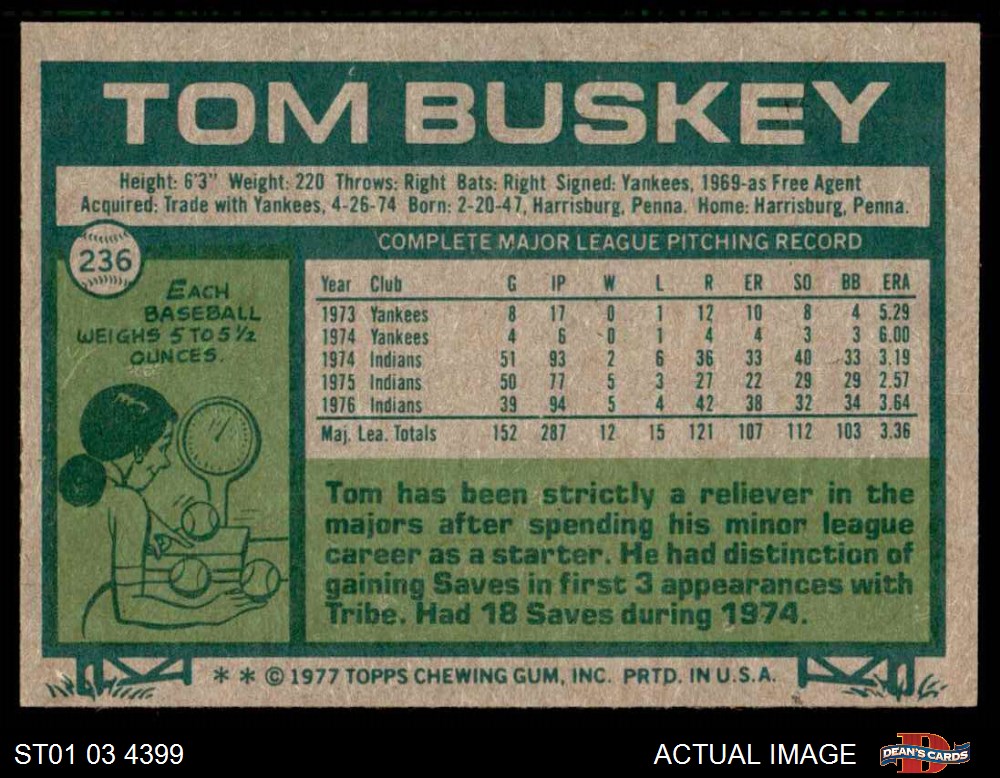 TOM BUSKEY
Height: 6'3" Weight: 220 Throws: Right Bats: Right Signed: Yankees, 1969-as Free Agent
Acquired: Trade with Yankees, 4-26-74 Born: 2-20-47, Harrisburg, Penna. Home: Harrisburg, Penna.
236
EACH
BASEBALL
WEIGHS 5 TO 5½
OUNCES.
COMPLETE MAJOR LEAGUE PITCHING RECORD
Year Club G IP W L R ER SO BB ERA
1973 Yankees 8 17 0 1 12 10 8 4 5.29
1974 Yankees 4 6 0 1 4 4 3 3 6.00
1974 Indians 51 93 2 6 36 33 40 33 3.19
1975 Indians 50 77 5 3 27 22 29 29 2.57
1976 Indians 39 94 5 4 42 38 32 34 3.64
Maj. Lea. Totals 152 287 12 15 121 107 112 103 3.36
Tom has been strictly a reliever in the
majors after spending his minor league
career as a starter. He had distinction of
gaining Saves in first 3 appearances with
Tribe. Had 18 Saves during 1974.
* * © 1977 TOPPS CHEWING GUM, INC. PRTD. IN U.S.A.
ST01 03 4399
ACTUAL IMAGE
D
DEAN'S CARDS